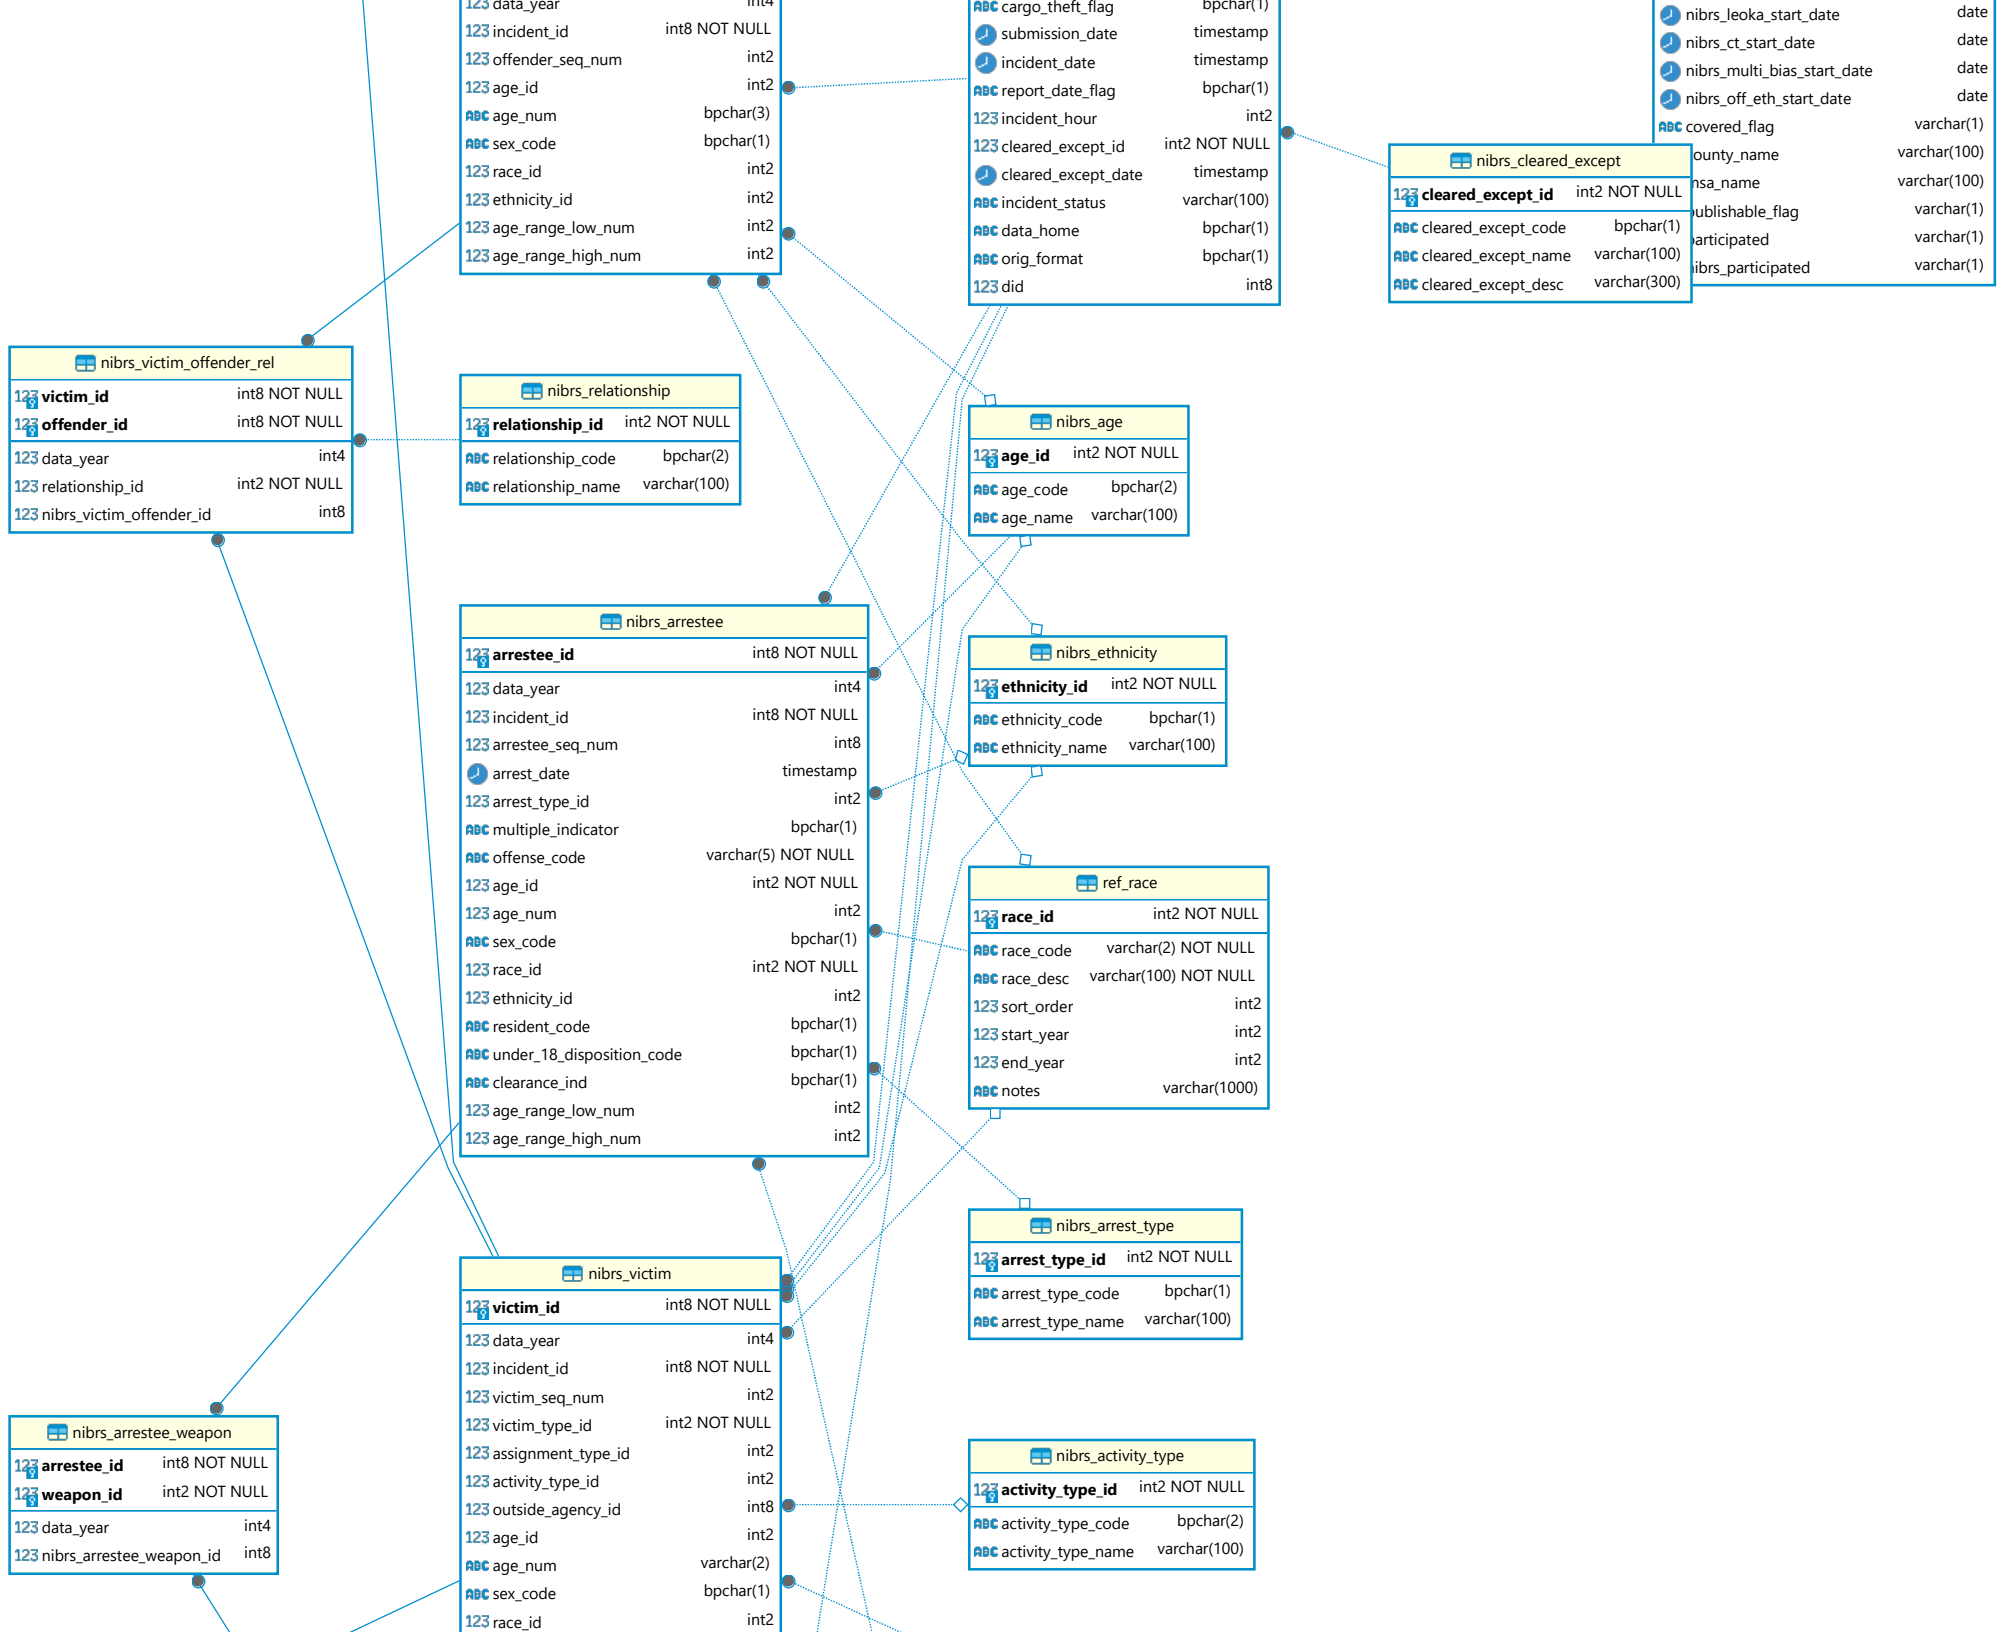 data_year int4
incident_id int8 NOT NULL
offender_seq_num int2
age_id int2
age_num bpchar(3)
sex_code bpchar(1)
race_id int2
ethnicity_id int2
age_range_low_num int2
age_range_high_num int2
cargo_theft_flag bpchar(1)
submission_date timestamp
incident_date timestamp
report_date_flag bpchar(1)
incident_hour int2
cleared_except_id int2 NOT NULL
cleared_except_date timestamp
incident_status varchar(100)
data_home bpchar(1)
orig_format bpchar(1)
did int8
nibrs_leoka_start_date date
nibrs_ct_start_date date
nibrs_multi_bias_start_date date
nibrs_off_eth_start_date date
covered_flag varchar(1)
ounty_name varchar(100)
msa_name varchar(100)
publishable_flag varchar(1)
participated varchar(1)
nibrs_participated varchar(1)
nibrs_cleared_except
cleared_except_id int2 NOT NULL
cleared_except_code bpchar(1)
cleared_except_name varchar(100)
cleared_except_desc varchar(300)
nibrs_victim_offender_rel
victim_id int8 NOT NULL
offender_id int8 NOT NULL
data_year int4
relationship_id int2 NOT NULL
nibrs_victim_offender_id int8
nibrs_relationship
relationship_id int2 NOT NULL
relationship_code bpchar(2)
relationship_name varchar(100)
nibrs_age
age_id int2 NOT NULL
age_code bpchar(2)
age_name varchar(100)
nibrs_arrestee
arrestee_id int8 NOT NULL
data_year int4
incident_id int8 NOT NULL
arrestee_seq_num int8
arrest_date timestamp
arrest_type_id int2
multiple_indicator bpchar(1)
offense_code varchar(5) NOT NULL
age_id int2 NOT NULL
age_num int2
sex_code bpchar(1)
race_id int2 NOT NULL
ethnicity_id int2
resident_code bpchar(1)
under_18_disposition_code bpchar(1)
clearance_ind bpchar(1)
age_range_low_num int2
age_range_high_num int2
nibrs_ethnicity
ethnicity_id int2 NOT NULL
ethnicity_code bpchar(1)
ethnicity_name varchar(100)
ref_race
race_id int2 NOT NULL
race_code varchar(2) NOT NULL
race_desc varchar(100) NOT NULL
sort_order int2
start_year int2
end_year int2
notes varchar(1000)
nibrs_arrest_type
arrest_type_id int2 NOT NULL
arrest_type_code bpchar(1)
arrest_type_name varchar(100)
nibrs_victim
victim_id int8 NOT NULL
data_year int4
incident_id int8 NOT NULL
victim_seq_num int2
victim_type_id int2 NOT NULL
assignment_type_id int2
activity_type_id int2
outside_agency_id int8
age_id int2
age_num varchar(2)
sex_code bpchar(1)
race_id int2
nibrs_arrestee_weapon
arrestee_id int8 NOT NULL
weapon_id int2 NOT NULL
data_year int4
nibrs_arrestee_weapon_id int8
nibrs_activity_type
activity_type_id int2 NOT NULL
activity_type_code bpchar(2)
activity_type_name varchar(100)